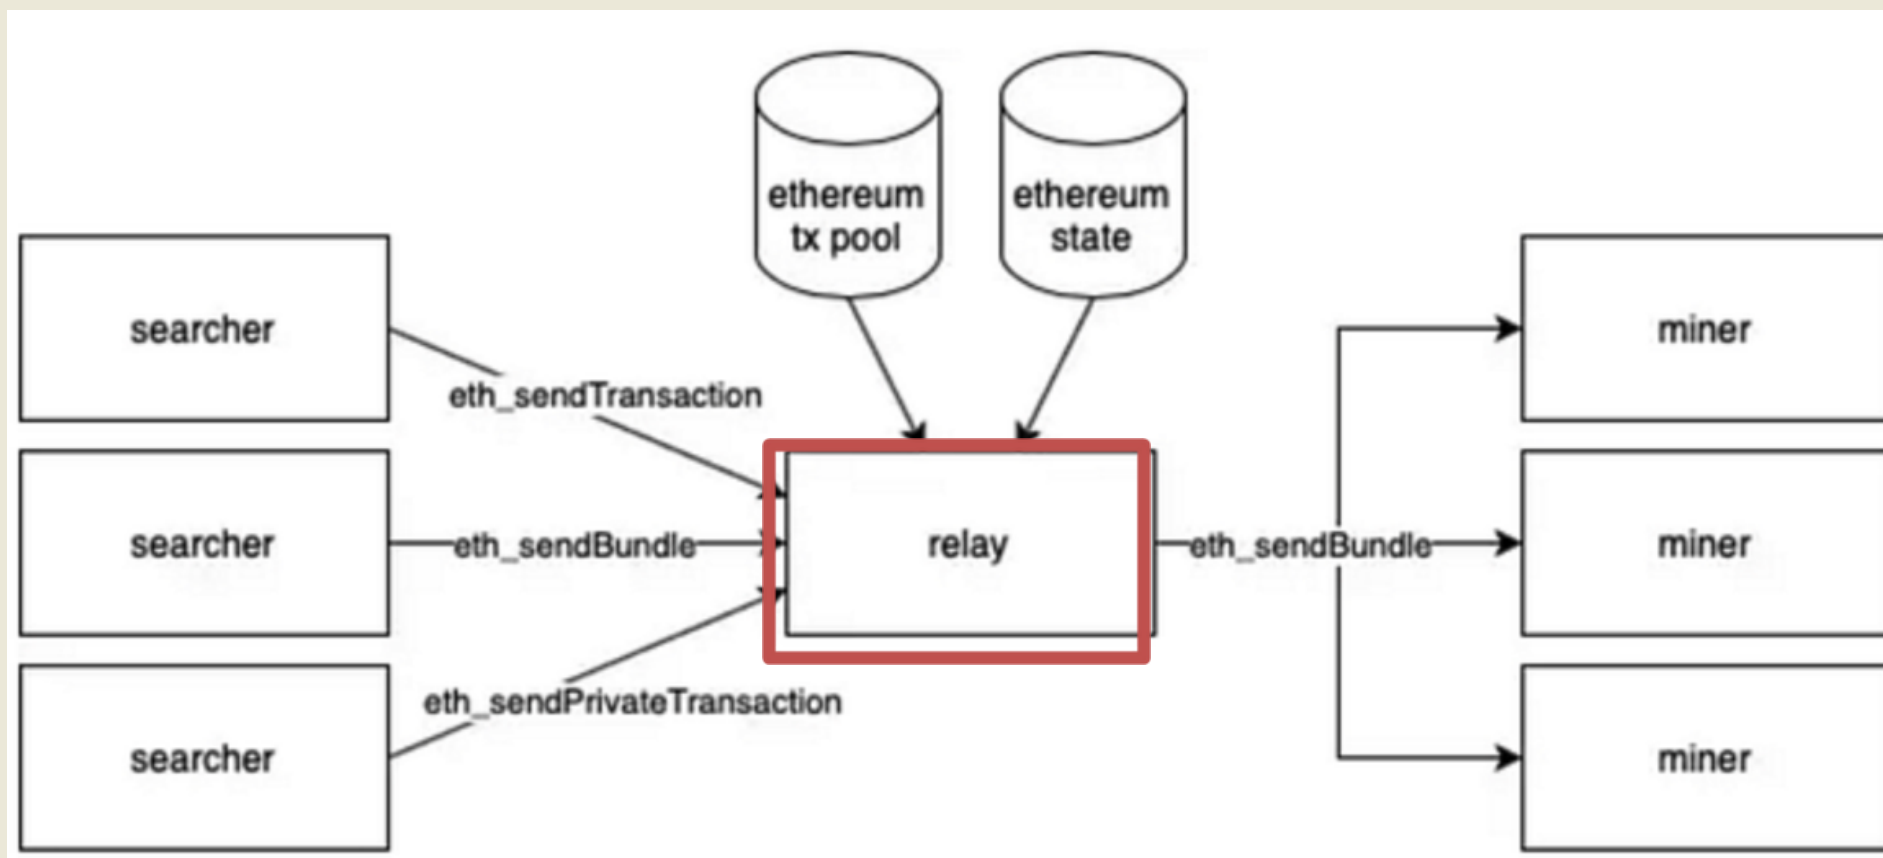 ethereum
tx pool
ethereum
state
searcher
eth_sendTransaction
miner
searcher
eth_sendBundle
relay
eth_sendBundle
miner
eth_sendPrivateTransaction
searcher
miner